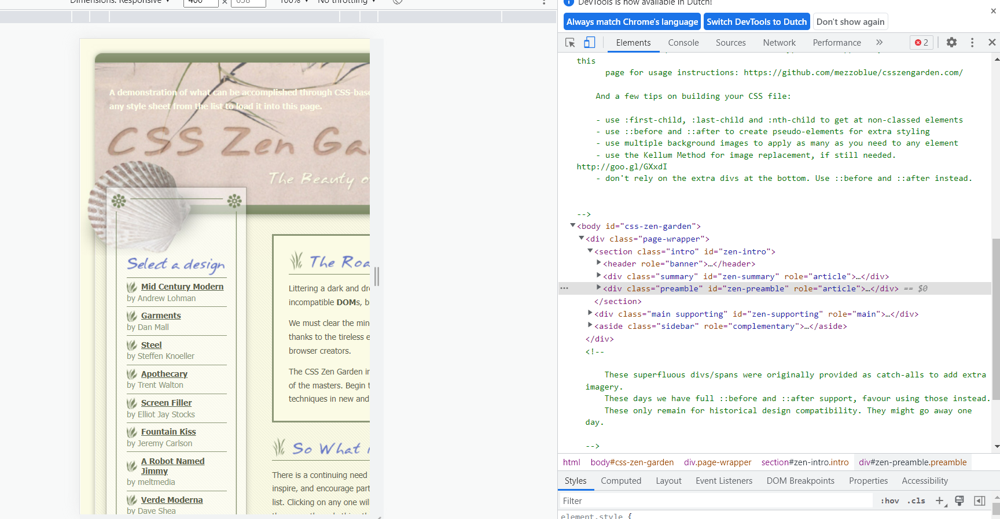 Dimensions: Responsive
400
×
658
100%
No throttling
A demonstration of what can be accomplished through CSS-base
any style sheet from the list to load it into this page.
CSS Zen Ga
The Beauty o
Select a design
Mid Century Modern
by Andrew Lohman
Garments
by Dan Mall
Steel
by Steffen Knoeller
Apothecary
by Trent Walton
Screen Filler
by Elliot Jay Stocks
Fountain Kiss
by Jeremy Carlson
A Robot Named
Jimmy
by meltmedia
Verde Moderna
by Dave Shea
The Roa
Littering a dark and dre
incompatible DOMs, b
We must clear the min
thanks to the tireless e
browser creators.
The CSS Zen Garden in
of the masters. Begin t
techniques in new and
So What
There is a continuing need
inspire, and encourage part
list. Clicking on any one will
DevTools is now available in Dutch!
Always match Chrome's language
Switch DevTools to Dutch
Don't show again
Elements
Console
Sources
Network
Performance
2
this
page for usage instructions: https://github.com/mezzoblue/csszengarden.com/
And a few tips on building your CSS file:
- use :first-child, :last-child and :nth-child to get at non-classed elements
- use ::before and ::after to create pseudo-elements for extra styling
- use multiple background images to apply as many as you need to any element
- use the Kellum Method for image replacement, if still needed.
http://goo.gl/GXxdI
- don't rely on the extra divs at the bottom. Use ::before and ::after instead.
-->
<body id="css-zen-garden">
<div class="page-wrapper">
<section class="intro" id="zen-intro">
<header role="banner">…</header>
<div class="summary" id="zen-summary" role="article">…</div>
<div class="preamble" id="zen-preamble" role="article">…</div> == $0
</section>
<div class="main supporting" id="zen-supporting" role="main">…</div>
<aside class="sidebar" role="complementary">…</aside>
</div>
<!--
These superfluous divs/spans were originally provided as catch-alls to add extra
imagery.
These days we have full ::before and ::after support, favour using those instead.
These only remain for historical design compatibility. They might go away one
day.
-->
html
body#css-zen-garden
div.page-wrapper
section#zen-intro.intro
div#zen-preamble.preamble
Styles
Computed
Layout
Event Listeners
DOM Breakpoints
Properties
Accessibility
Filter
:hov
.cls
element.style {